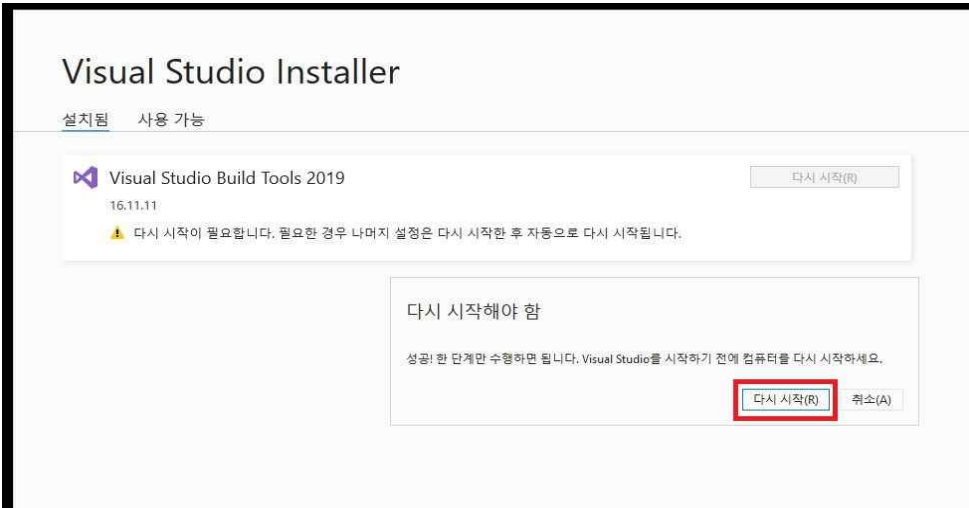 Visual Studio Installer
설치됨 사용 가능
Visual Studio Build Tools 2019
다시 시작(R)
16.11.11
다시 시작이 필요합니다. 필요한 경우 나머지 설정은 다시 시작한 후 자동으로 다시 시작됩니다.
다시 시작해야 함
성공! 한 단계만 수행하면 됩니다. Visual Studio를 시작하기 전에 컴퓨터를 다시 시작하세요.
다시 시작(R) 취소(A)